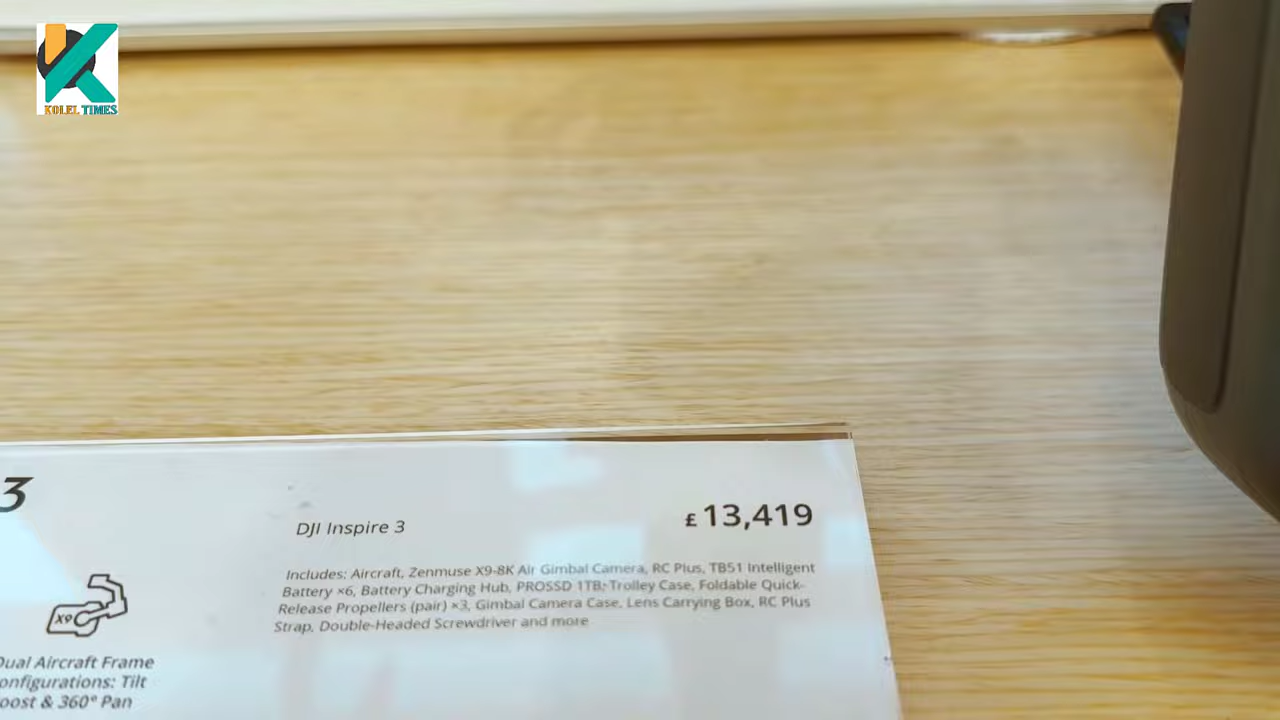 KOLEL TIMES
3
DJI Inspire 3
£13,419
Includes: Aircraft, Zenmuse X9-8K Air Gimbal Camera, RC Plus, TB51 Intelligent
Battery ×6, Battery Charging Hub, PROSSD 1TB, Trolley Case, Foldable Quick-
Release Propellers (pair) ×3, Gimbal Camera Case, Lens Carrying Box, RC Plus
Strap, Double-Headed Screwdriver and more
X9
Dual Aircraft Frame
onfigurations: Tilt
oost & 360° Pan